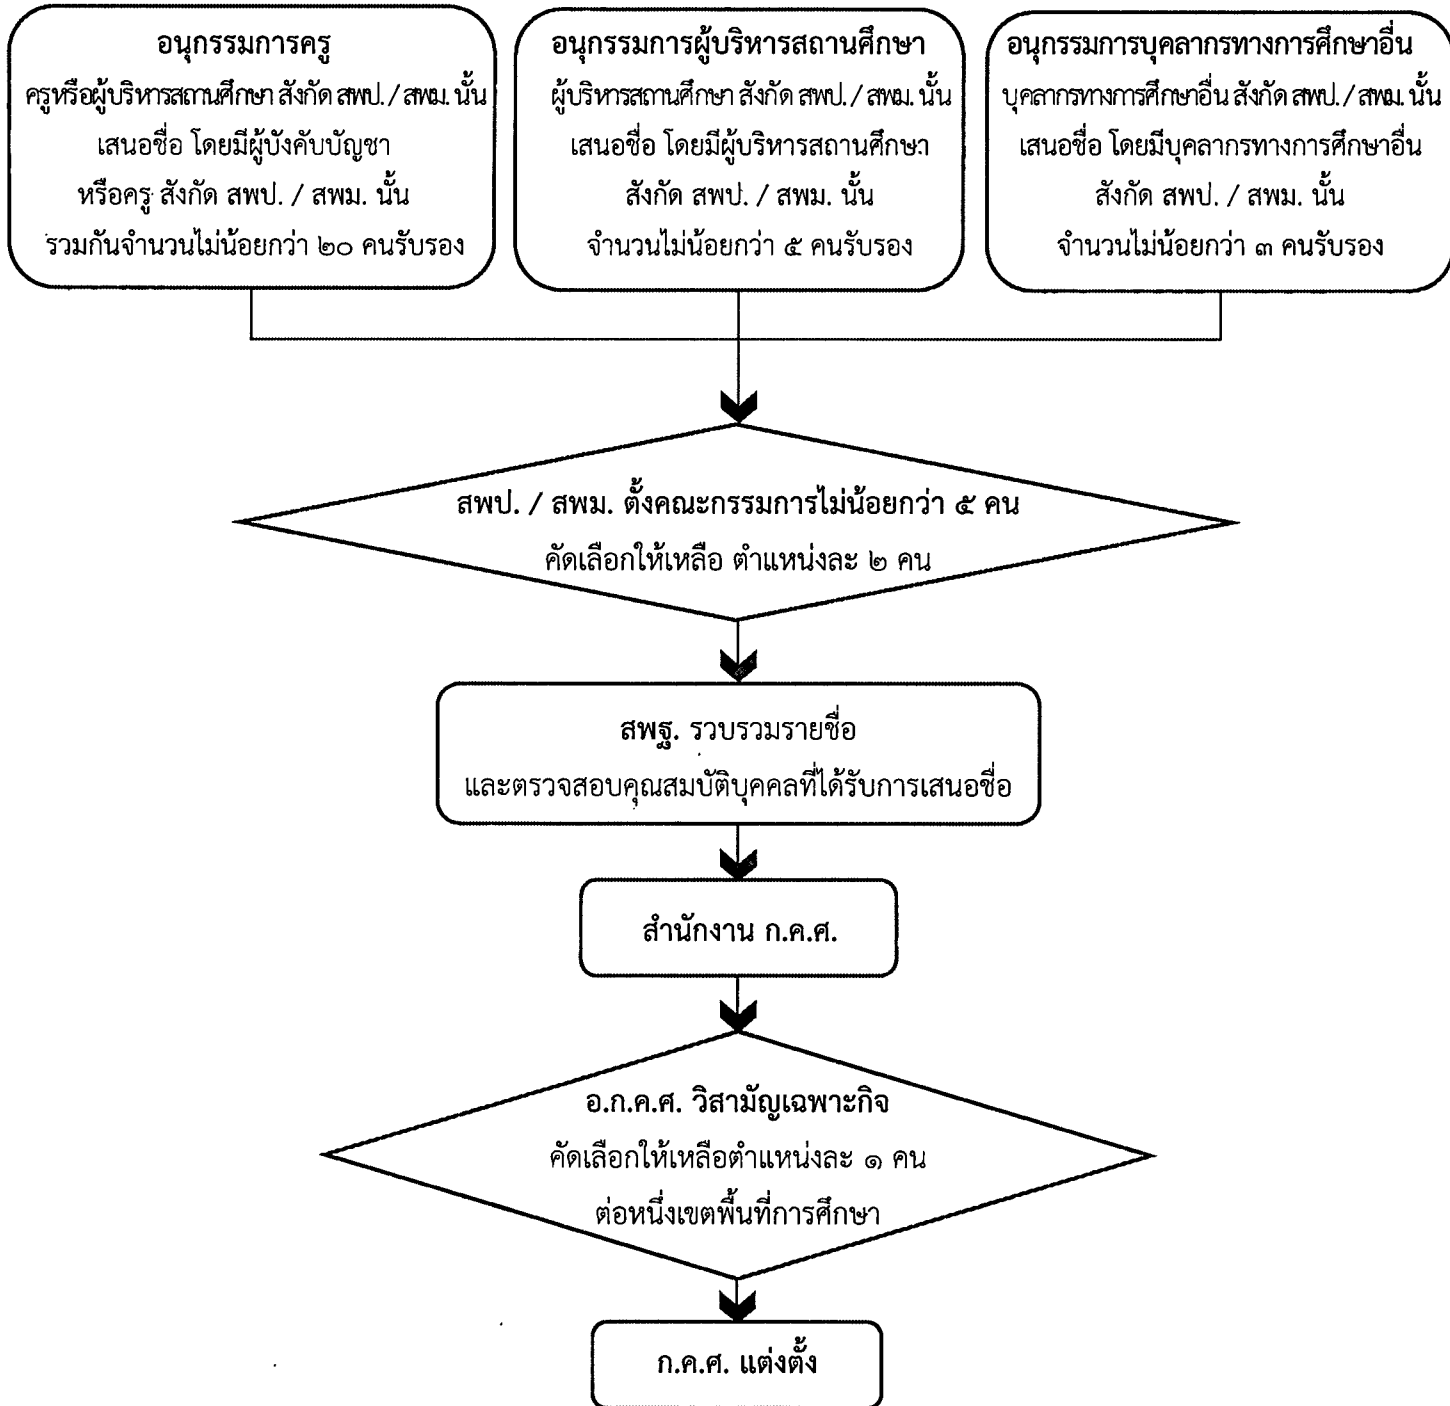 อนุกรรมการครู
ครูหรือผู้บริหารสถานศึกษา สังกัด สพป. / สพม. นั้น
เสนอชื่อ โดยมีผู้บังคับบัญชา
หรือครู สังกัด สพป. / สพม. นั้น
รวมกันจำนวนไม่น้อยกว่า ๒๐ คนรับรอง
อนุกรรมการผู้บริหารสถานศึกษา
ผู้บริหารสถานศึกษา สังกัด สพป. / สพม. นั้น
เสนอชื่อ โดยมีผู้บริหารสถานศึกษา
สังกัด สพป. / สพม. นั้น
จำนวนไม่น้อยกว่า ๕ คนรับรอง
อนุกรรมการบุคลากรทางการศึกษาอื่น
บุคลากรทางการศึกษาอื่น สังกัด สพป. / สพม. นั้น
เสนอชื่อ โดยมีบุคลากรทางการศึกษาอื่น
สังกัด สพป. / สพม. นั้น
จำนวนไม่น้อยกว่า ๓ คนรับรอง
สพป. / สพม. ตั้งคณะกรรมการไม่น้อยกว่า ๕ คน
คัดเลือกให้เหลือ ตำแหน่งละ ๒ คน
สพฐ. รวบรวมรายชื่อ
และตรวจสอบคุณสมบัติบุคคลที่ได้รับการเสนอชื่อ
สำนักงาน ก.ค.ศ.
อ.ก.ค.ศ. วิสามัญเฉพาะกิจ
คัดเลือกให้เหลือตำแหน่งละ ๑ คน
ต่อหนึ่งเขตพื้นที่การศึกษา
ก.ค.ศ. แต่งตั้ง